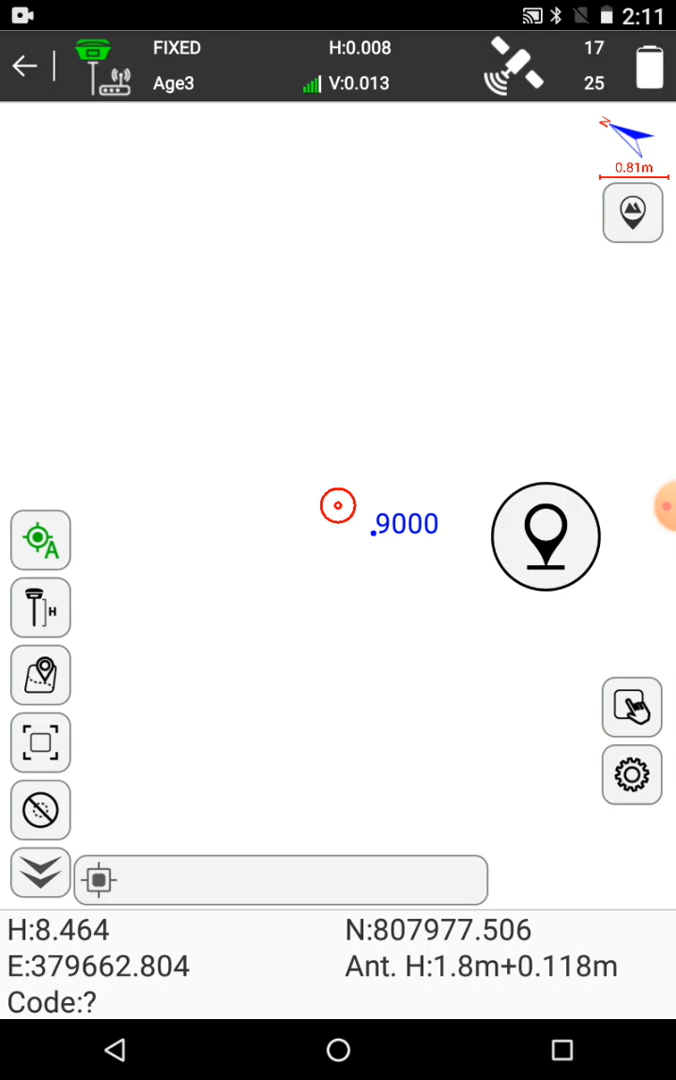 2:11
FIXED H:0.008 17
Age3 V:0.013 25
N
0.81m
.9000
A
H
H:8.464 N:807977.506
E:379662.804 Ant. H:1.8m+0.118m
Code:?